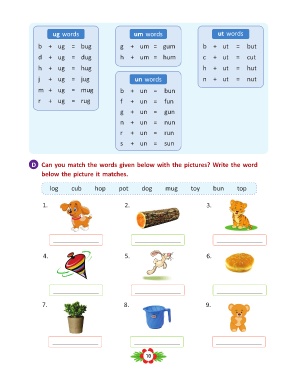 ug words
b + ug = bug
d + ug = dug
h + ug = hug
j + ug = jug
m + ug = mug
r + ug = rug
um words
g + um = gum
h + um = hum
un words
b + un = bun
f + un = fun
g + un = gun
n + un = nun
r + un = run
s + un = sun
ut words
b + ut = but
c + ut = cut
h + ut = hut
n + ut = nut
D Can you match the words given below with the pictures? Write the word
below the picture it matches.
log cub hop pot dog mug toy bun top
1. 2. 3.
4. 5. 6.
7. 8. 9.
10